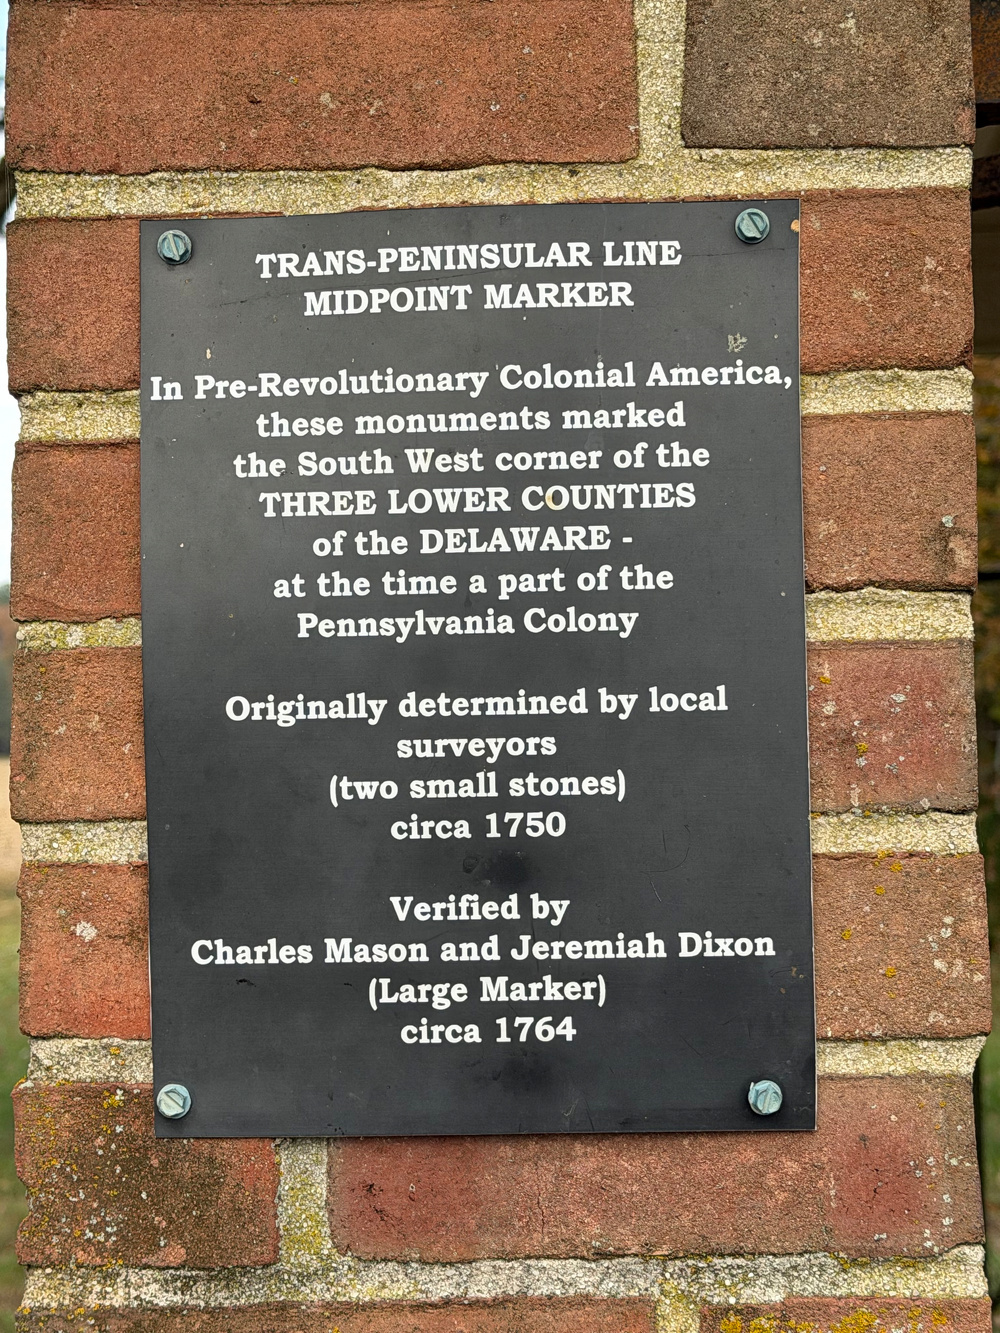 TRANS-PENINSULAR LINE
MIDPOINT MARKER
In Pre-Revolutionary Colonial America,
these monuments marked
the South West corner of the
THREE LOWER COUNTIES
of the DELAWARE -
at the time a part of the
Pennsylvania Colony
Originally determined by local
surveyors
(two small stones)
circa 1750
Verified by
Charles Mason and Jeremiah Dixon
(Large Marker)
circa 1764